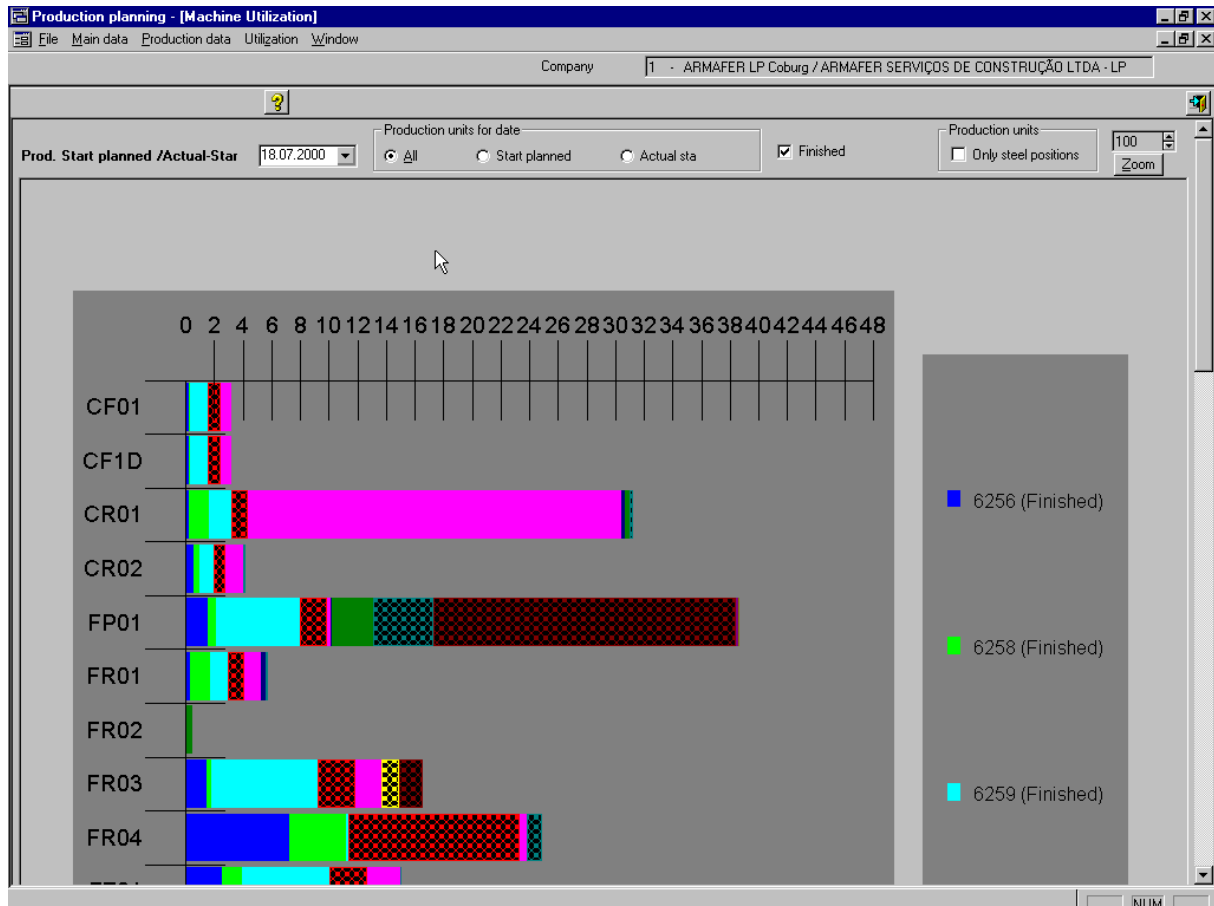 Production planning - [Machine Utilization]
File Main data Production data Utilization Window
Company 1 - ARMAFER LP Coburg / ARMAFER SERVIÇOS DE CONSTRUÇÃO LTDA - LP
Production units for date
Production units
Prod. Start planned /Actual-Star 18.07.2000 All Start planned Actual sta Finished Only steel positions 100
Zoom
0 2 4 6 8 10 12 14 16 18 20 22 24 26 28 30 32 34 36 38 40 42 44 46 48
CF01
CF1D
CR01
6256 (Finished)
CR02
FP01
6258 (Finished)
FR01
FR02
FR03
6259 (Finished)
FR04
NUM